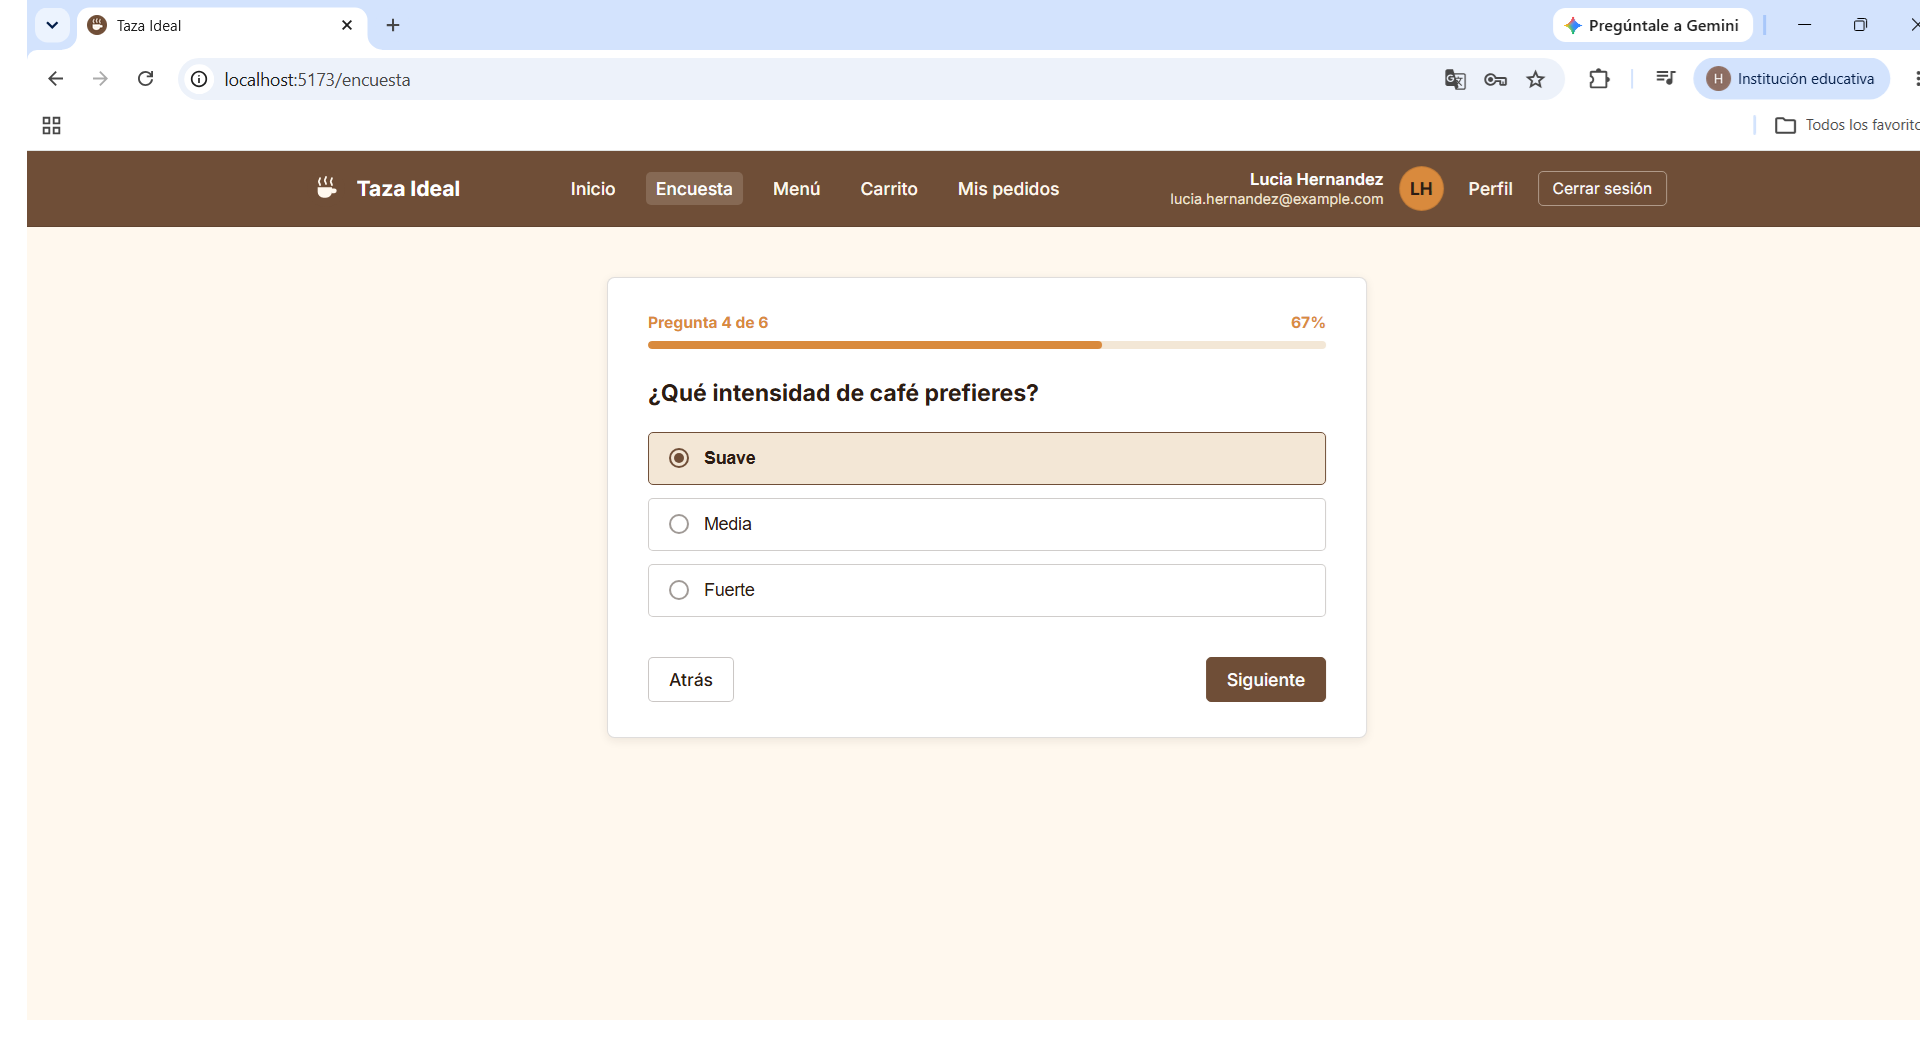 Taza Ideal
Pregúntale a Gemini
localhost:5173/encuesta
H
Institución educativa
Todos los favorito
Taza Ideal
Inicio
Encuesta
Menú
Carrito
Mis pedidos
Lucia Hernandez
lucia.hernandez@example.com
LH
Perfil
Cerrar sesión
Pregunta 4 de 6
67%
¿Qué intensidad de café prefieres?
Suave
Media
Fuerte
Atrás
Siguiente